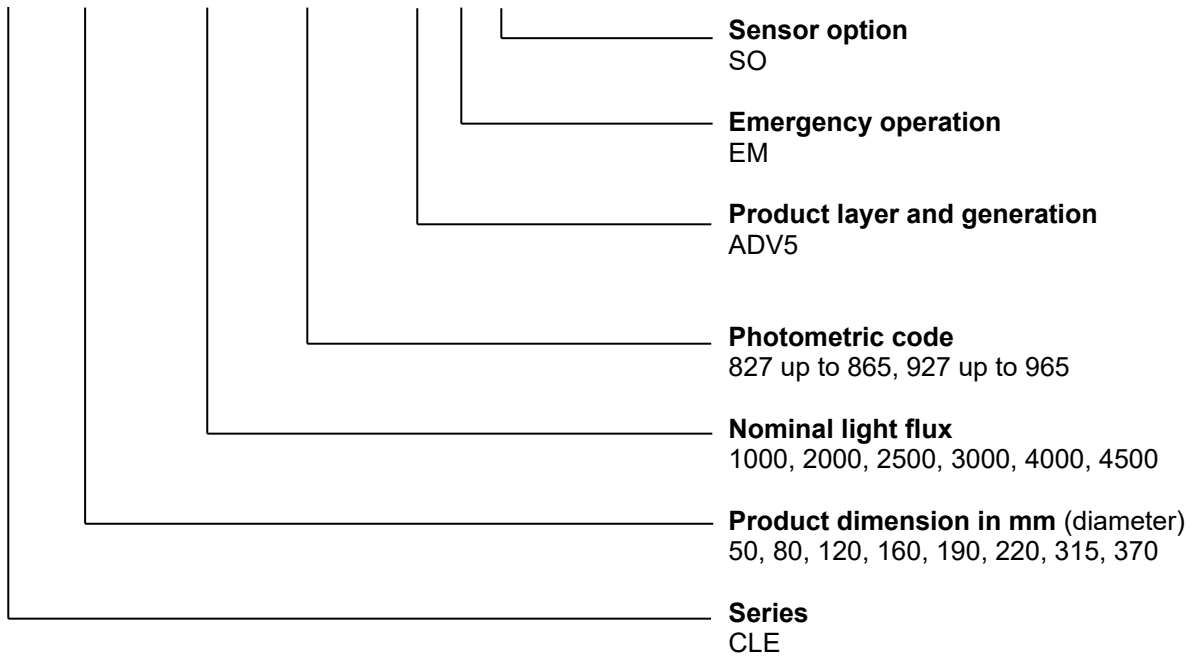 Sensor option
SO
Emergency operation
EM
Product layer and generation
ADV5
Photometric code
827 up to 865, 927 up to 965
Nominal light flux
1000, 2000, 2500, 3000, 4000, 4500
Product dimension in mm (diameter)
50, 80, 120, 160, 190, 220, 315, 370
Series
CLE